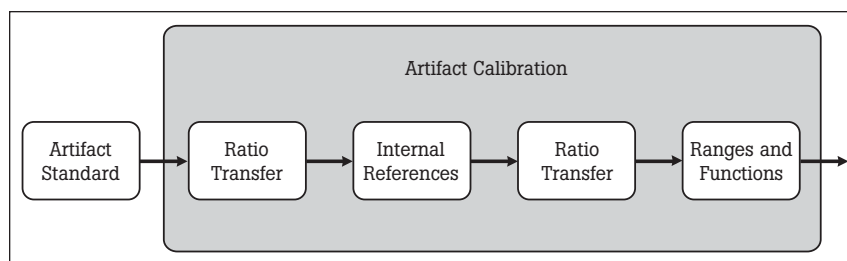 Artifact Calibration
Artifact
Standard
Ratio
Transfer
Internal
References
Ratio
Transfer
Ranges and
Functions